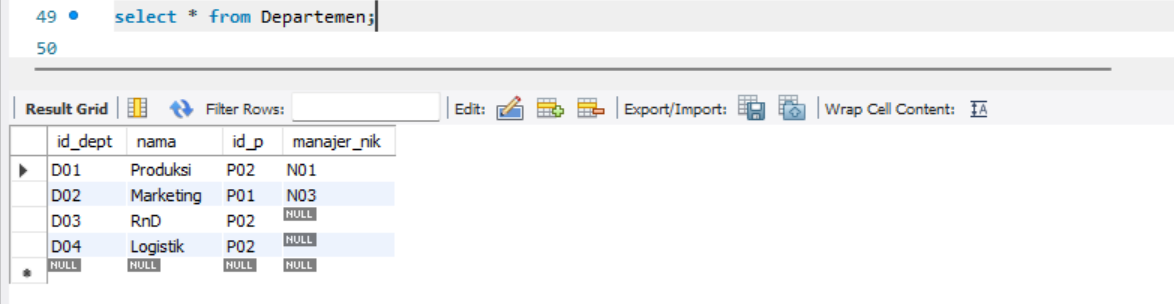 49 select * from Departemen;
50
Result Grid Filter Rows: Edit: Export/Import: Wrap Cell Content: IA
id_dept nama id_p manajer_nik
D01 Produksi P02 N01
D02 Marketing P01 N03
D03 RnD P02 NULL
D04 Logistik P02 NULL
NULL NULL NULL NULL